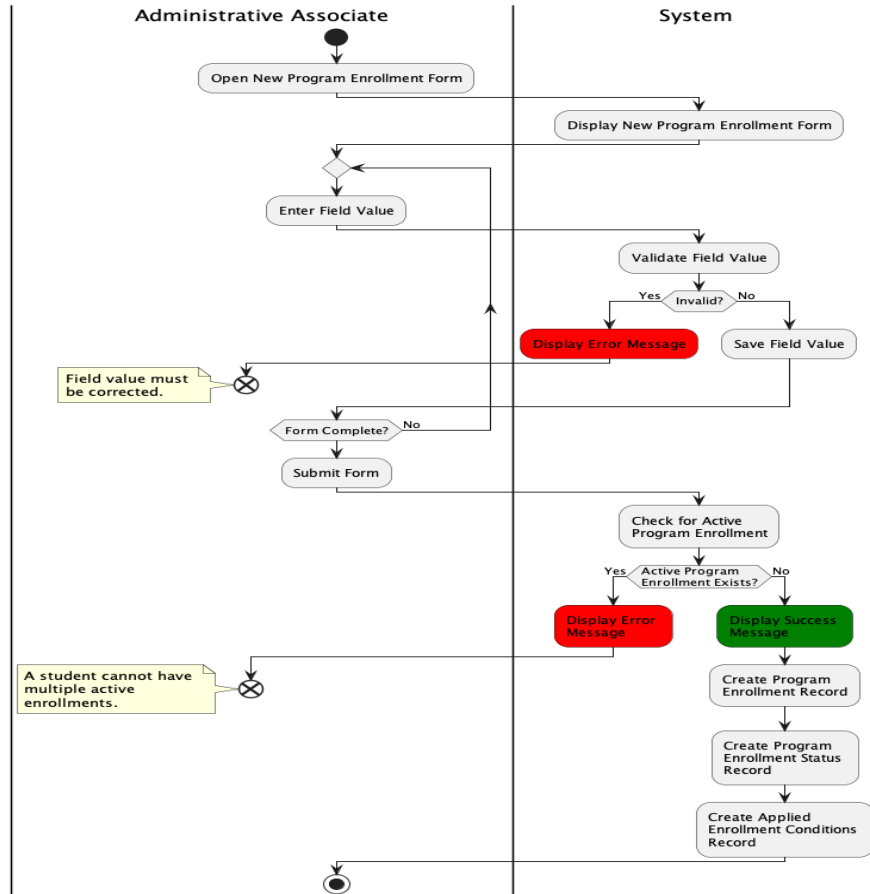 Administrative Associate
System
Open New Program Enrollment Form
Display New Program Enrollment Form
Enter Field Value
Validate Field Value
Yes
Invalid?
No
Display Error Message
Save Field Value
Field value must
be corrected.
Form Complete?
No
Submit Form
Check for Active
Program Enrollment
Yes
Active Program
Enrollment Exists?
No
Display Error
Message
Display Success
Message
A student cannot have
multiple active
enrollments.
Create Program
Enrollment Record
Create Program
Enrollment Status
Record
Create Applied
Enrollment Conditions
Record